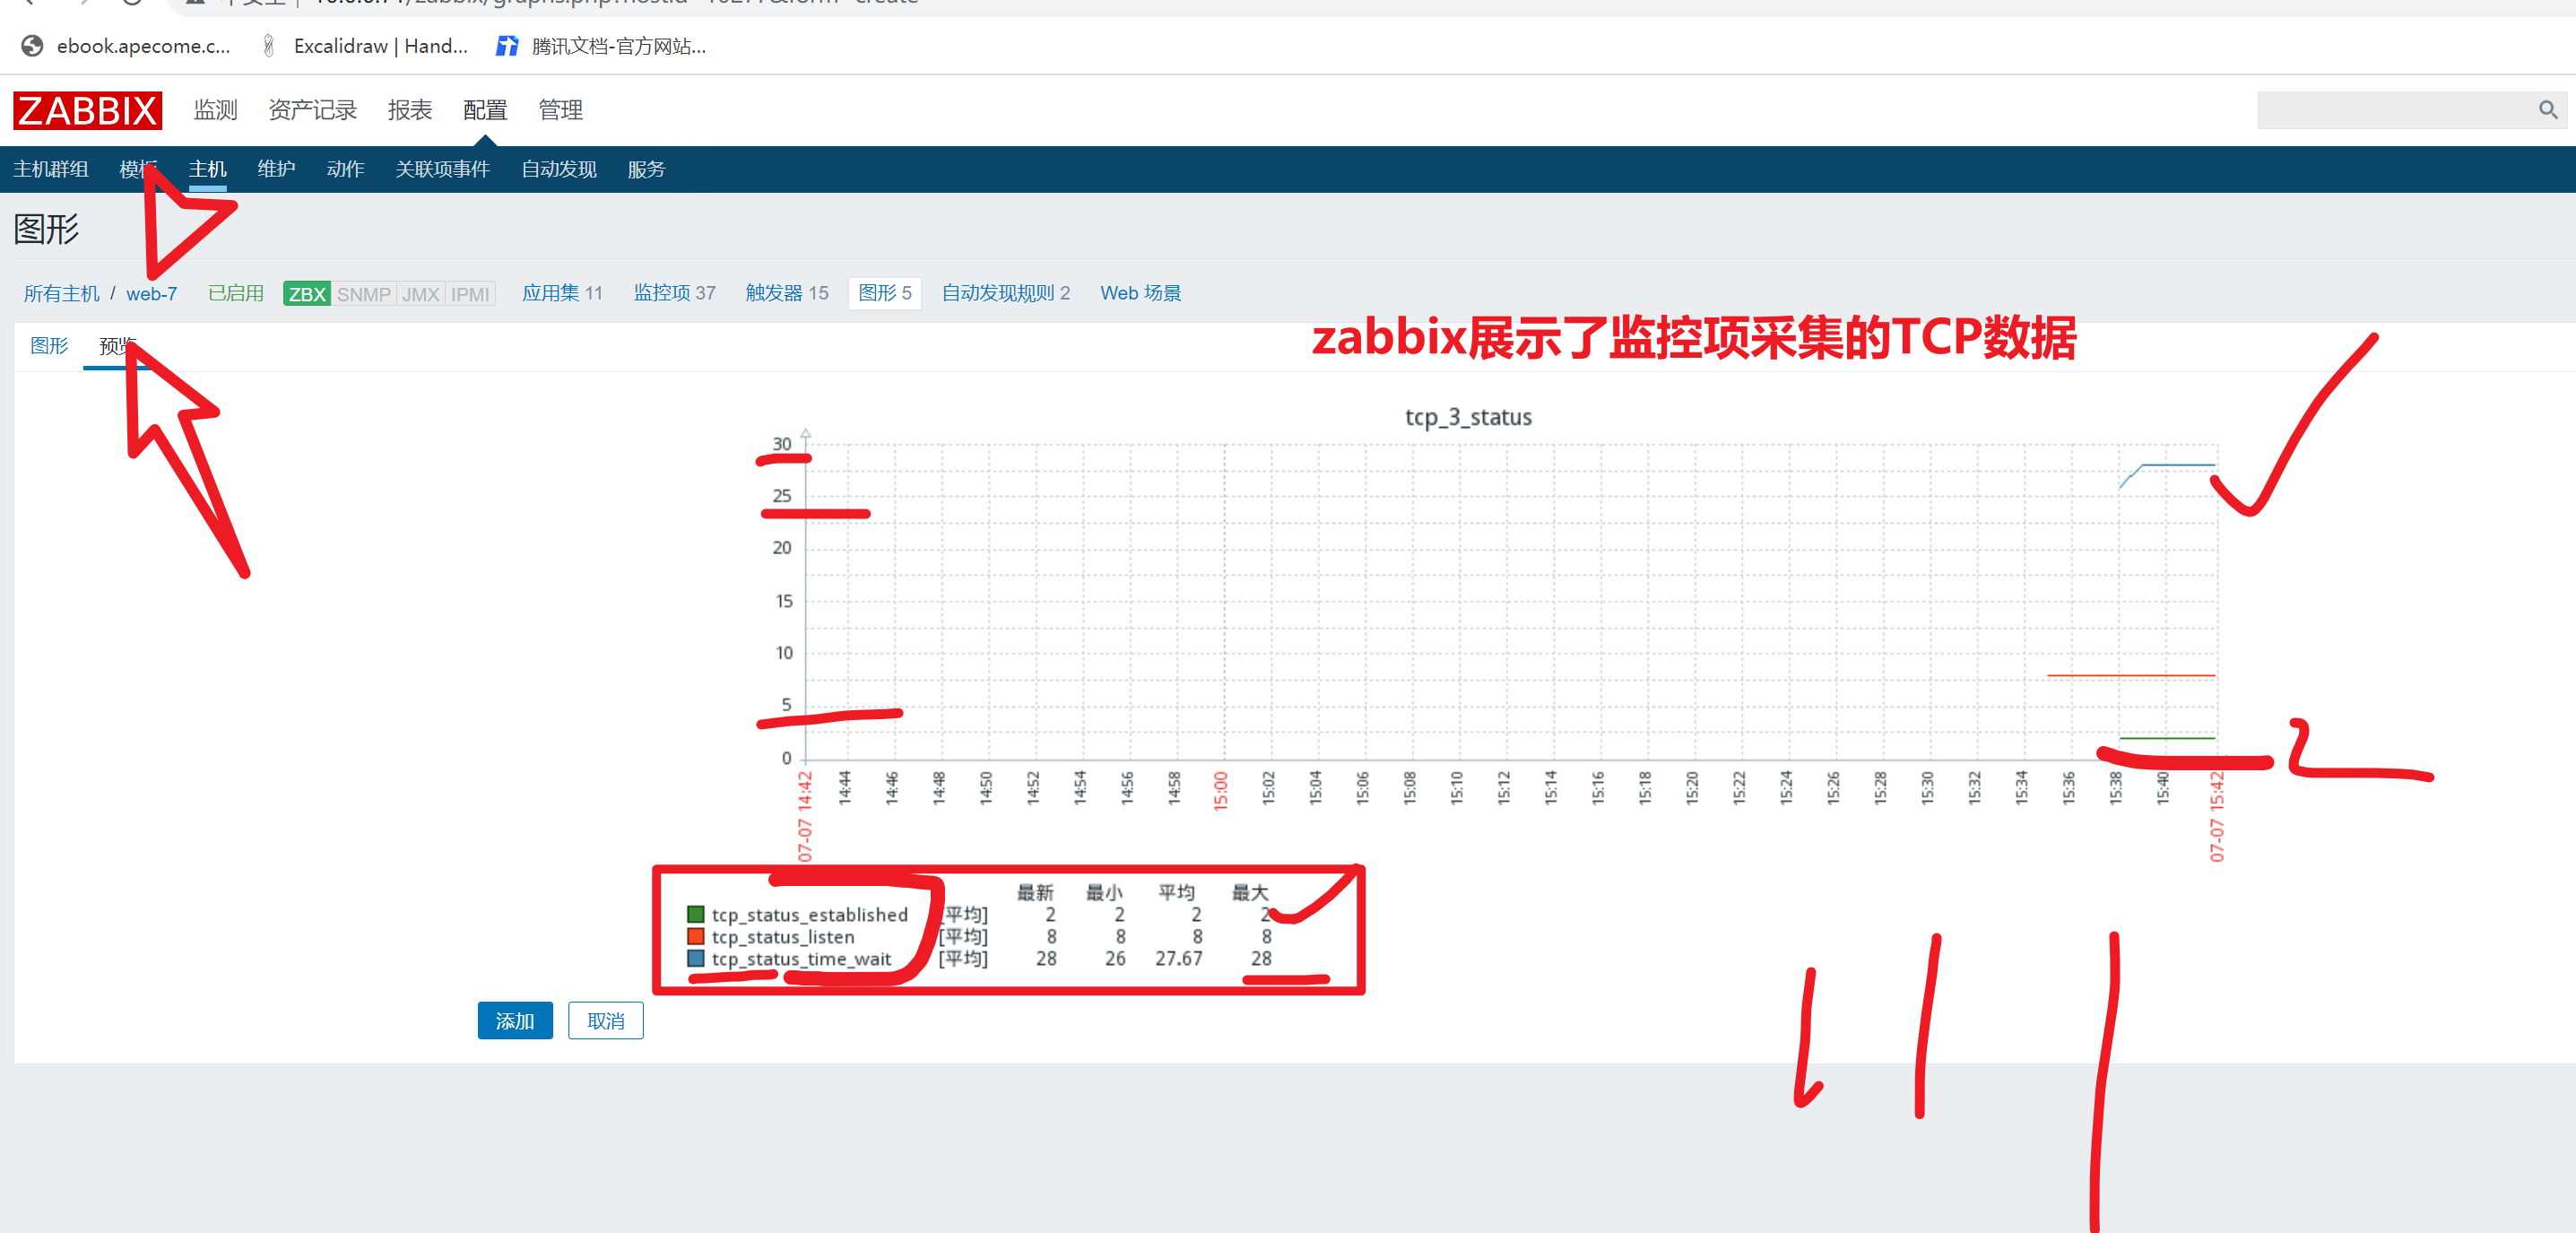 ebook.apecome.c... Excalidraw | Hand... 腾讯文档-官方网站...
ZABBIX 监测 资产记录 报表 配置 管理
主机群组 模板 主机 维护 动作 关联项事件 自动发现 服务
图形
所有主机 / web-7 已启用 ZBX SNMP JMX IPMI 应用集 11 监控项 37 触发器 15 图形 5 自动发现规则 2 Web 场景
图形 预览
zabbix展示了监控项采集的TCP数据
tcp_3_status
30
25
20
15
10
5
0
07-07 14:42 14:44 14:46 14:48 14:50 14:52 14:54 14:56 14:58 15:00 15:02 15:04 15:06 15:08 15:10 15:12 15:14 15:16 15:18 15:20 15:22 15:24 15:26 15:28 15:30 15:32 15:34 15:36 15:38 15:40 07-07 15:42
最新 最小 平均 最大
tcp_status_established [平均] 2 2 2 2
tcp_status_listen [平均] 8 8 8 8
tcp_status_time_wait [平均] 28 26 27.67 28
添加 取消